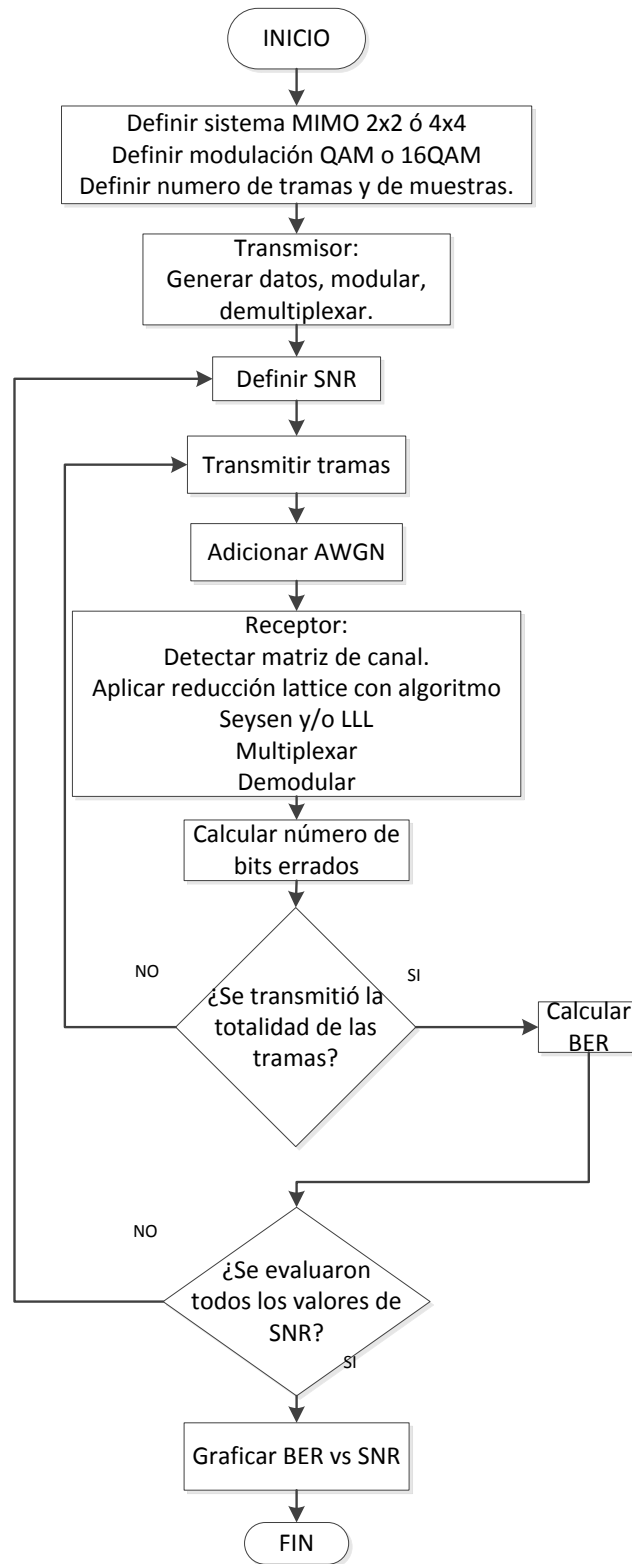 INICIO
Definir sistema MIMO 2x2 ó 4x4
Definir modulación QAM o 16QAM
Definir numero de tramas y de muestras.
Transmisor:
Generar datos, modular,
demultiplexar.
Definir SNR
Transmitir tramas
Adicionar AWGN
Receptor:
Detectar matriz de canal.
Aplicar reducción lattice con algoritmo
Seysen y/o LLL
Multiplexar
Demodular
Calcular número de
bits errados
NO
SI
¿Se transmitió la
totalidad de las
tramas?
Calcular
BER
NO
¿Se evaluaron
todos los valores de
SNR?
SI
Graficar BER vs SNR
FIN